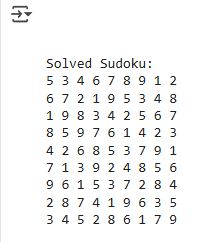 Solved Sudoku:
5 3 4 6 7 8 9 1 2
6 7 2 1 9 5 3 4 8
1 9 8 3 4 2 5 6 7
8 5 9 7 6 1 4 2 3
4 2 6 8 5 3 7 9 1
7 1 3 9 2 4 8 5 6
9 6 1 5 3 7 2 8 4
2 8 7 4 1 9 6 3 5
3 4 5 2 8 6 1 7 9